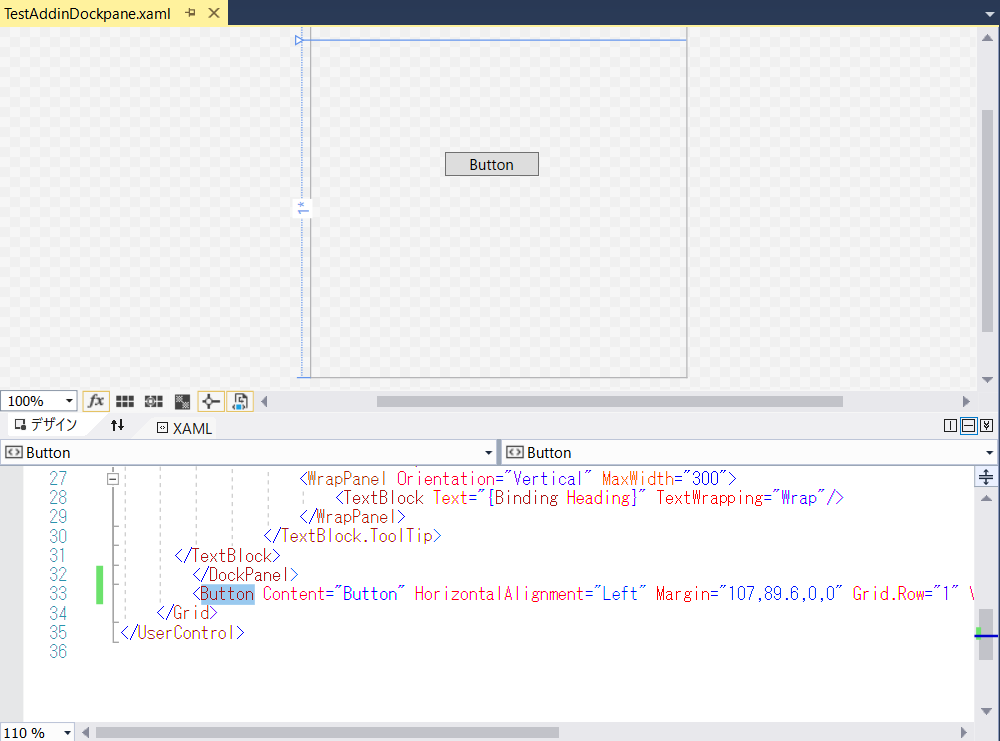 TestAddinDockpane.xaml
1*
Button
100%
fx
デザイン
XAML
Button
Button
27 <WrapPanel Orientation="Vertical" MaxWidth="300">
28 <TextBlock Text="{Binding Heading}" TextWrapping="Wrap"/>
29 </WrapPanel>
30 </TextBlock.ToolTip>
31 </TextBlock>
32 </DockPanel>
33 <Button Content="Button" HorizontalAlignment="Left" Margin="107,89.6,0,0" Grid.Row="1"
34 </Grid>
35 </UserControl>
36
110 %